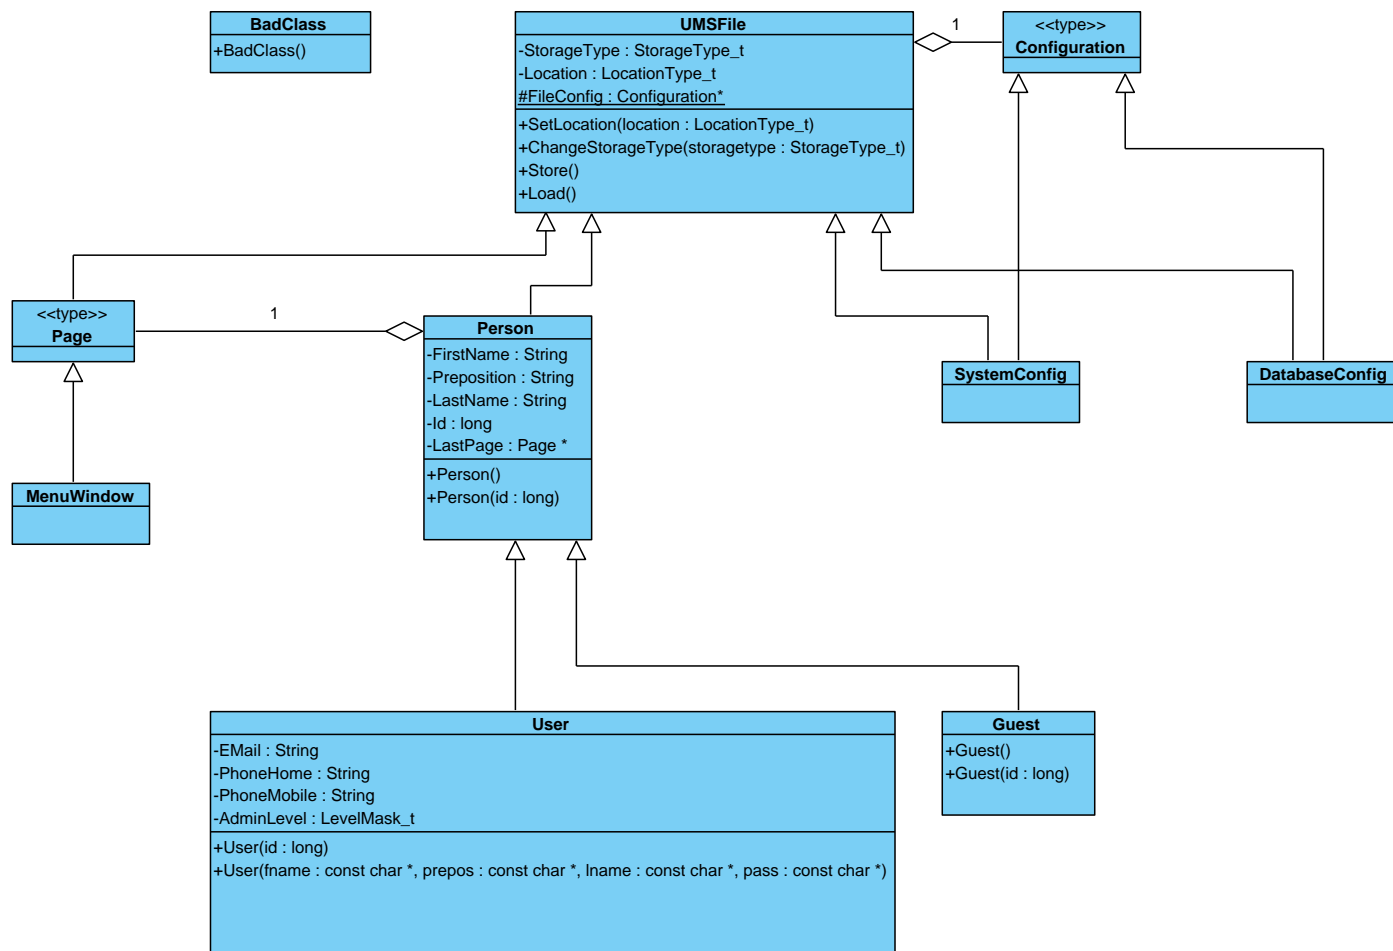 BadClass
+BadClass()
UMSFile
-StorageType : StorageType_t
-Location : LocationType_t
#FileConfig : Configuration*
+SetLocation(location : LocationType_t)
+ChangeStorageType(storagetype : StorageType_t)
+Store()
+Load()
1
<<type>>
Configuration
<<type>>
Page
1
Person
-FirstName : String
-Preposition : String
-LastName : String
-Id : long
-LastPage : Page *
+Person()
+Person(id : long)
SystemConfig
DatabaseConfig
MenuWindow
User
-EMail : String
-PhoneHome : String
-PhoneMobile : String
-AdminLevel : LevelMask_t
+User(id : long)
+User(fname : const char *, prepos : const char *, lname : const char *, pass : const char *)
Guest
+Guest()
+Guest(id : long)